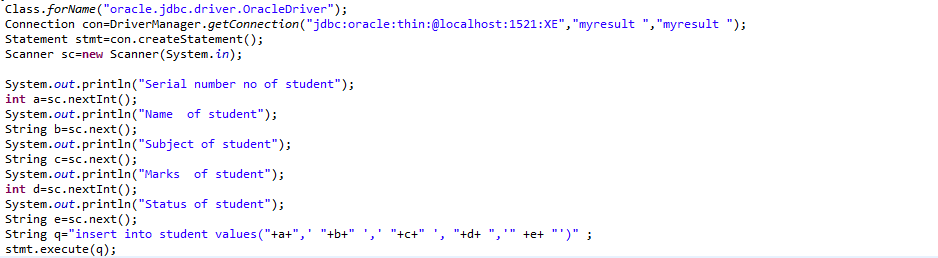 Class.forName("oracle.jdbc.driver.OracleDriver");
Connection con=DriverManager.getConnection("jdbc:oracle:thin:@localhost:1521:XE","myresult ","myresult ");
Statement stmt=con.createStatement();
Scanner sc=new Scanner(System.in);
System.out.println("Serial number no of student");
int a=sc.nextInt();
System.out.println("Name  of student");
String b=sc.next();
System.out.println("Subject of student");
String c=sc.next();
System.out.println("Marks  of student");
int d=sc.nextInt();
System.out.println("Status of student");
String e=sc.next();
String q="insert into student values("+a+",' "+b+" ',' "+c+" ', "+d+ ",'" +e+ "')" ;
stmt.execute(q);